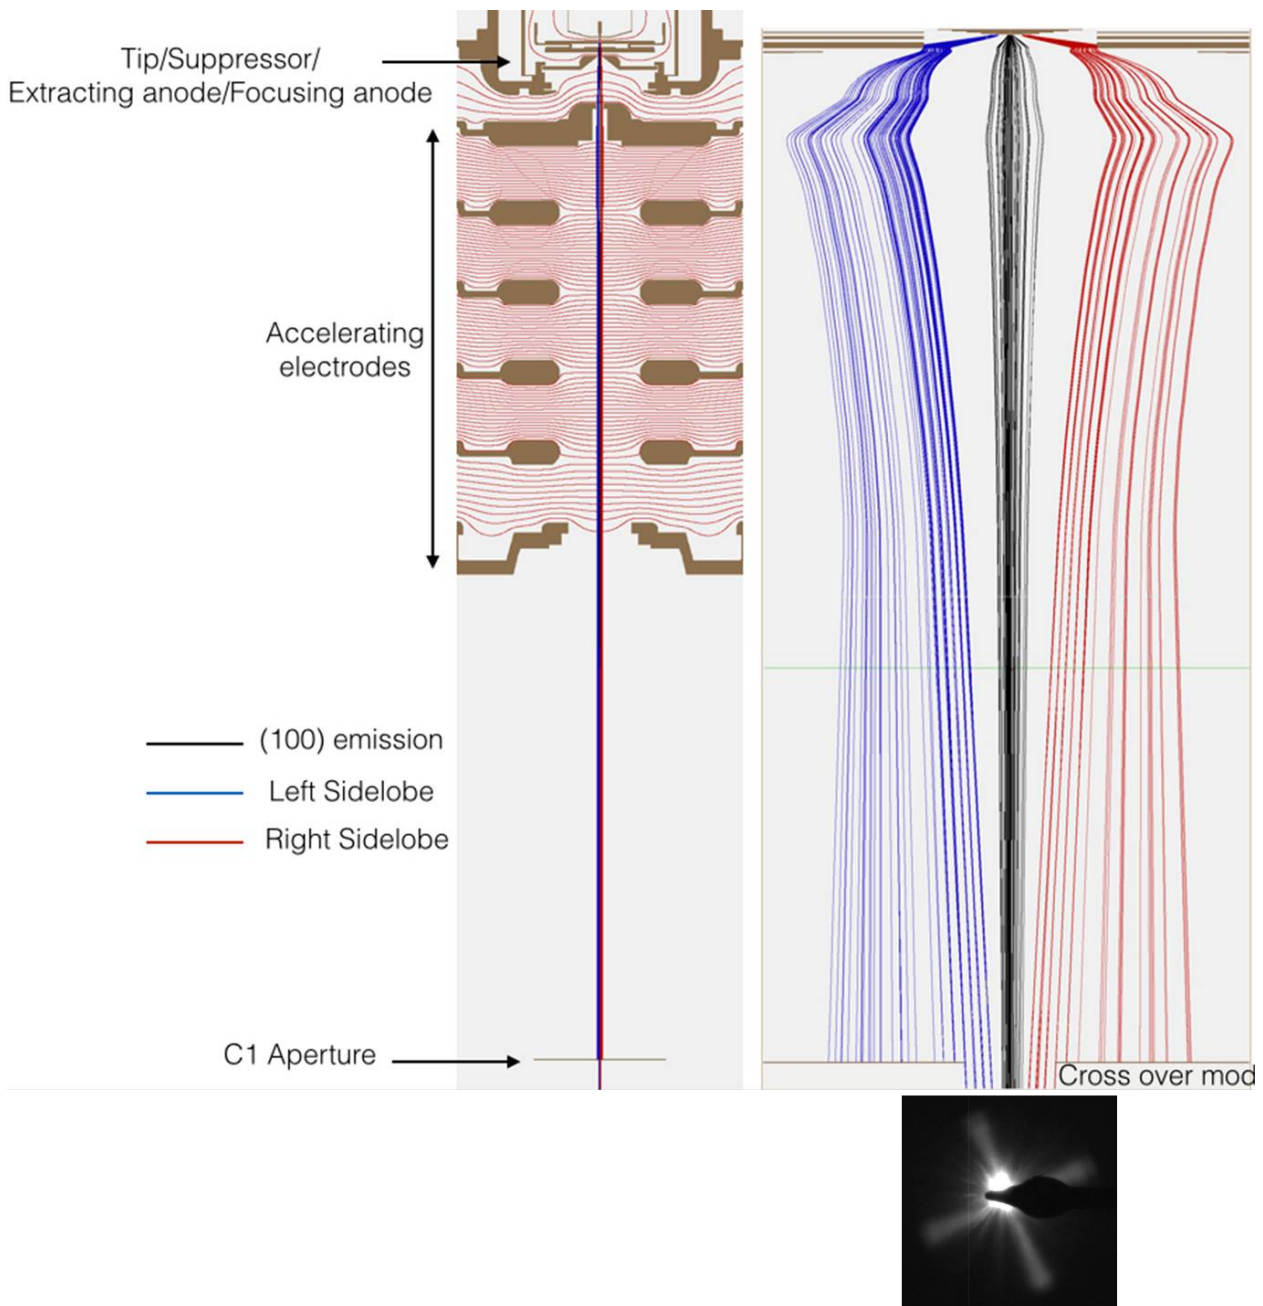 Tip/Suppressor/
Extracting anode/Focusing anode
Accelerating
electrodes
(100) emission
Left Sidelobe
Right Sidelobe
C1 Aperture
Cross over mod